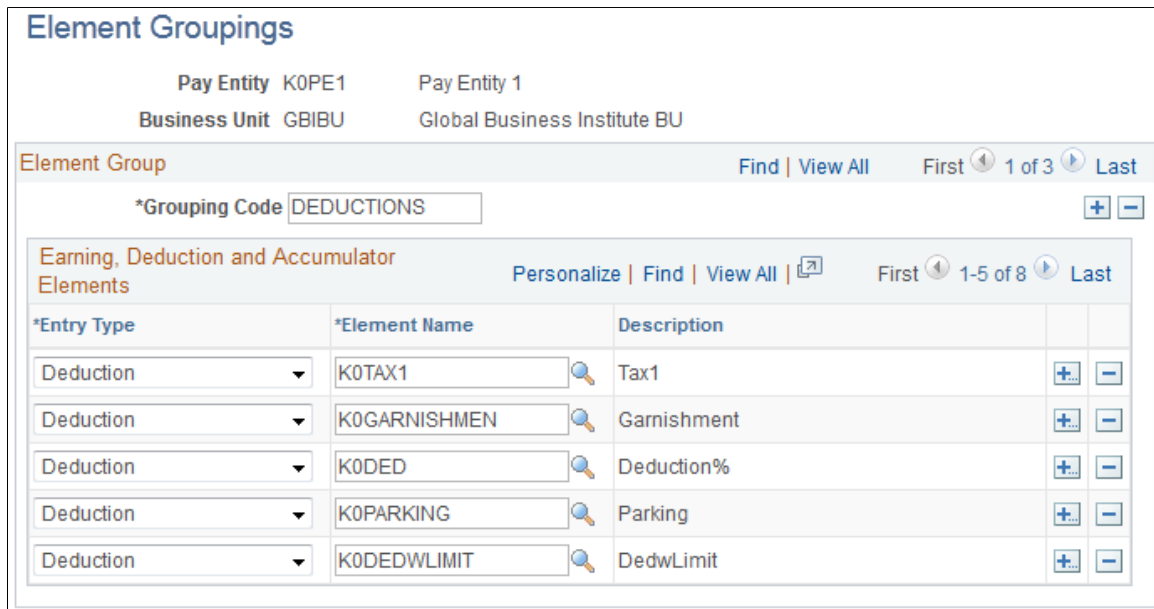 Element Groupings
Pay Entity K0PE1 Pay Entity 1
Business Unit GBIBU Global Business Institute BU
Element Group Find | View All First 1 of 3 Last
*Grouping Code DEDUCTIONS
Earning, Deduction and Accumulator
Elements Personalize | Find | View All | First 1-5 of 8 Last
*Entry Type *Element Name Description
Deduction K0TAX1 Tax1
Deduction K0GARNISHMEN Garnishment
Deduction K0DED Deduction%
Deduction K0PARKING Parking
Deduction K0DEDWLIMIT DedwLimit